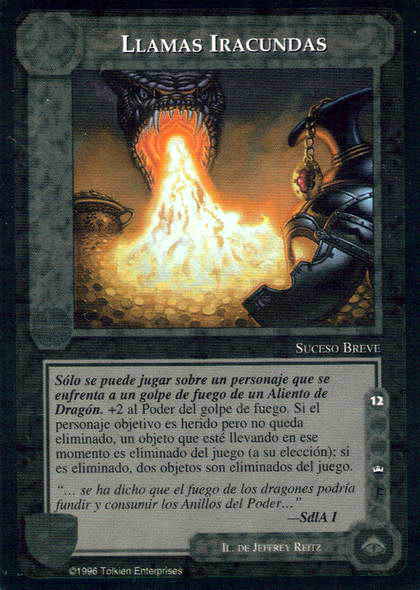 LLAMAS IRACUNDAS
SUCESO BREVE
Sólo se puede jugar sobre un personaje que se
enfrenta a un golpe de fuego de un Aliento de
Dragón. +2 al Poder del golpe de fuego. Si el
personaje objetivo es herido pero no queda
eliminado, un objeto que esté llevando en ese
momento es eliminado del juego (a su elección); si
es eliminado, dos objetos son eliminados del juego.
“… se ha dicho que el fuego de los dragones podría
fundir y consumir los Anillos del Poder…”
—SdlA I
12
IL. DE JEFFREY REITZ
©1996 Tolkien Enterprises